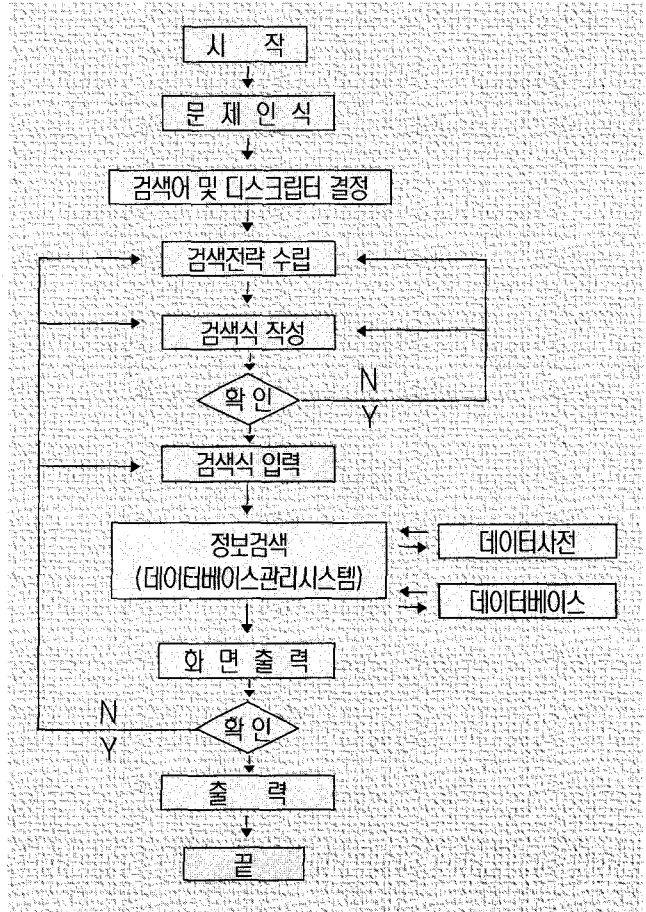 시 작
문 제 인 식
검색어 및 디스크립터 결정
검색전략 수립
검색식 작성
확 인
N
Y
검색식 입력
정보검색
(데이터베이스관리시스템)
데이터사전
데이터베이스
화 면 출 력
확 인
N
Y
출 력
끝